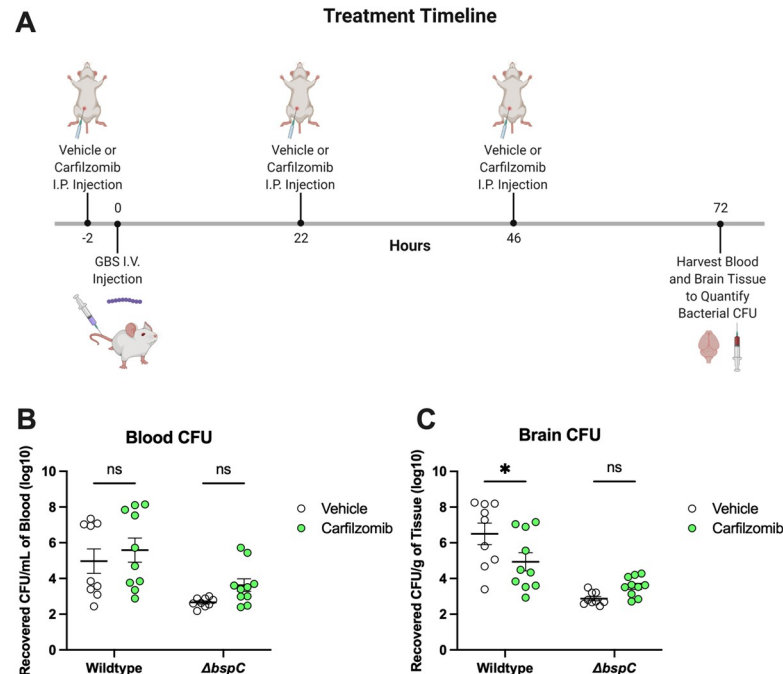 A
Treatment Timeline
Vehicle or
Carfilzomib
I.P. Injection
Vehicle or
Carfilzomib
I.P. Injection
Vehicle or
Carfilzomib
I.P. Injection
0
72
-2
22
Hours
46
GBS I.V.
Injection
Harvest Blood
and Brain Tissue
to Quantify
Bacterial CFU
B
Blood CFU
Recovered CFU/mL of Blood (log10)
10
8
6
4
2
0
ns
ns
Vehicle
Carfilzomib
Wildtype
ΔbspC
C
Brain CFU
Recovered CFU/g of Tissue (log10)
10
8
6
4
2
0
*
ns
Vehicle
Carfilzomib
Wildtype
ΔbspC